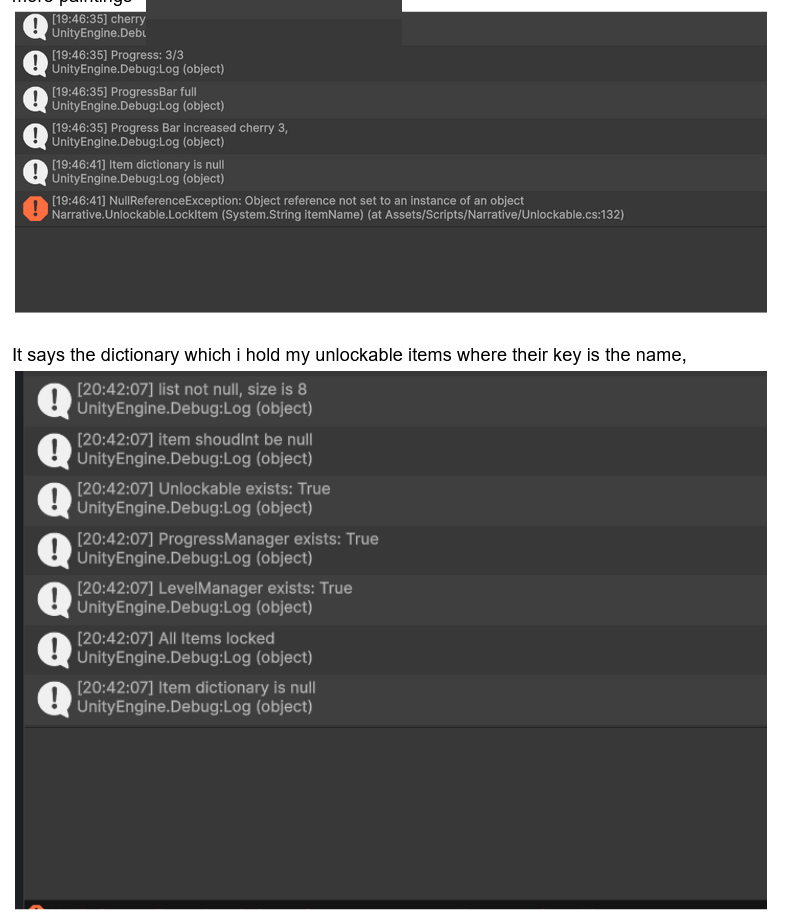 more paintings
[19:46:35] cherry
UnityEngine.Debu
[19:46:35] Progress: 3/3
UnityEngine.Debug:Log (object)
[19:46:35] ProgressBar full
UnityEngine.Debug:Log (object)
[19:46:35] Progress Bar increased cherry 3,
UnityEngine.Debug:Log (object)
[19:46:41] Item dictionary is null
UnityEngine.Debug:Log (object)
[19:46:41] NullReferenceException: Object reference not set to an instance of an object
Narrative.Unlockable.LockItem (System.String itemName) (at Assets/Scripts/Narrative/Unlockable.cs:132)
It says the dictionary which i hold my unlockable items where their key is the name,
[20:42:07] list not null, size is 8
UnityEngine.Debug:Log (object)
[20:42:07] item shoudlnt be null
UnityEngine.Debug:Log (object)
[20:42:07] Unlockable exists: True
UnityEngine.Debug:Log (object)
[20:42:07] ProgressManager exists: True
UnityEngine.Debug:Log (object)
[20:42:07] LevelManager exists: True
UnityEngine.Debug:Log (object)
[20:42:07] All Items locked
UnityEngine.Debug:Log (object)
[20:42:07] Item dictionary is null
UnityEngine.Debug:Log (object)